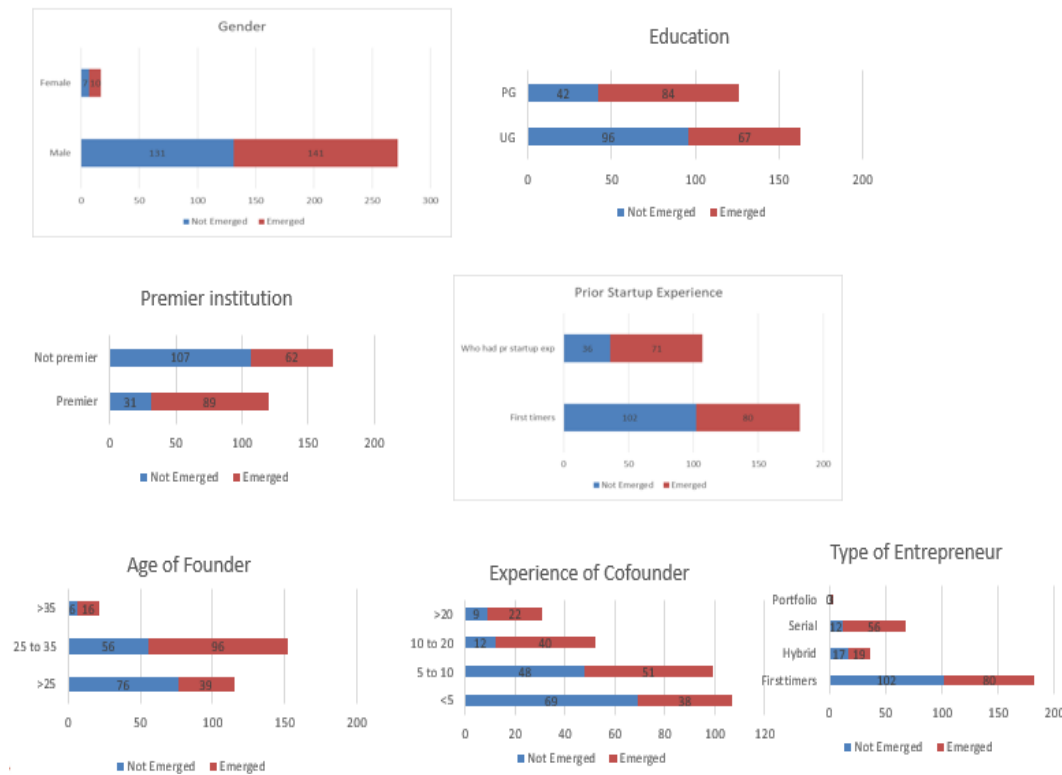 Gender
Female
7 10
Male
131 141
0 50 100 150 200 250 300
Not Emerged Emerged
Education
PG
42 84
UG
96 67
0 50 100 150 200
Not Emerged Emerged
Premier institution
Not premier
107 62
Premier
31 89
0 50 100 150 200
Not Emerged Emerged
Prior Startup Experience
Who had pr startup exp
36 71
First timers
102 80
0 50 100 150 200
Not Emerged Emerged
Age of Founder
>35
6 16
25 to 35
56 96
>25
76 39
0 50 100 150 200
Not Emerged Emerged
Experience of Cofounder
>20
9 22
10 to 20
12 40
5 to 10
48 51
<5
69 38
0 20 40 60 80 100 120
Not Emerged Emerged
Type of Entrepreneur
Portfolio
Serial
12 56
Hybrid
17 19
First timers
102 80
0 50 100 150 200
Not Emerged Emerged